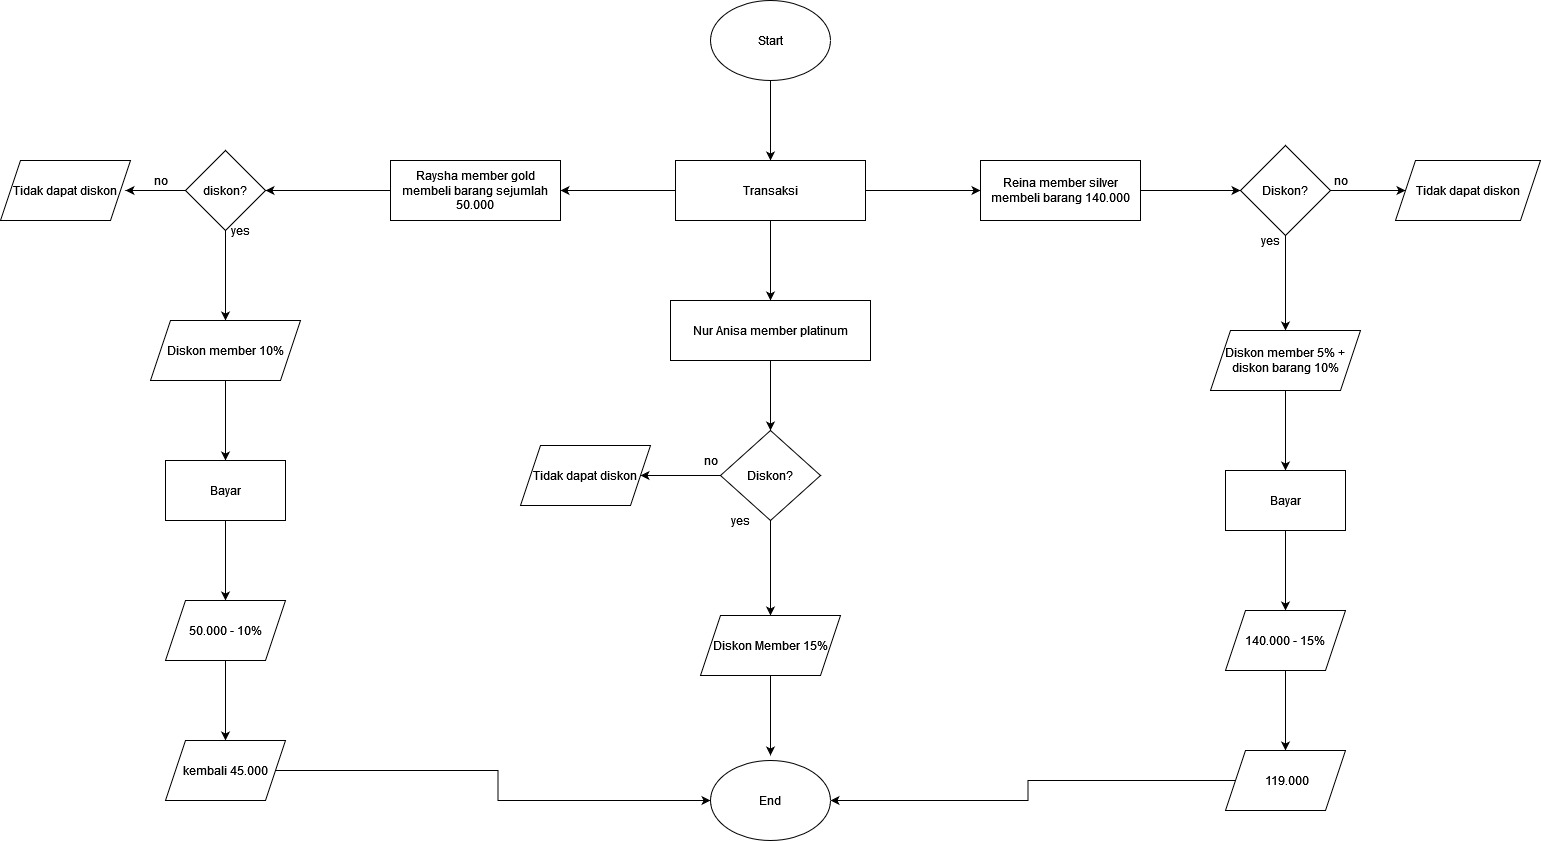 Start
Tidak dapat diskon
no
diskon?
yes
Raysha member gold
membeli barang sejumlah
50.000
Transaksi
Reina member silver
membeli barang 140.000
Diskon?
no
yes
Tidak dapat diskon
Diskon member 10%
Nur Anisa member platinum
Diskon member 5% +
diskon barang 10%
Bayar
Tidak dapat diskon
no
Diskon?
yes
Bayar
50.000 - 10%
Diskon Member 15%
140.000 - 15%
kembali 45.000
End
119.000